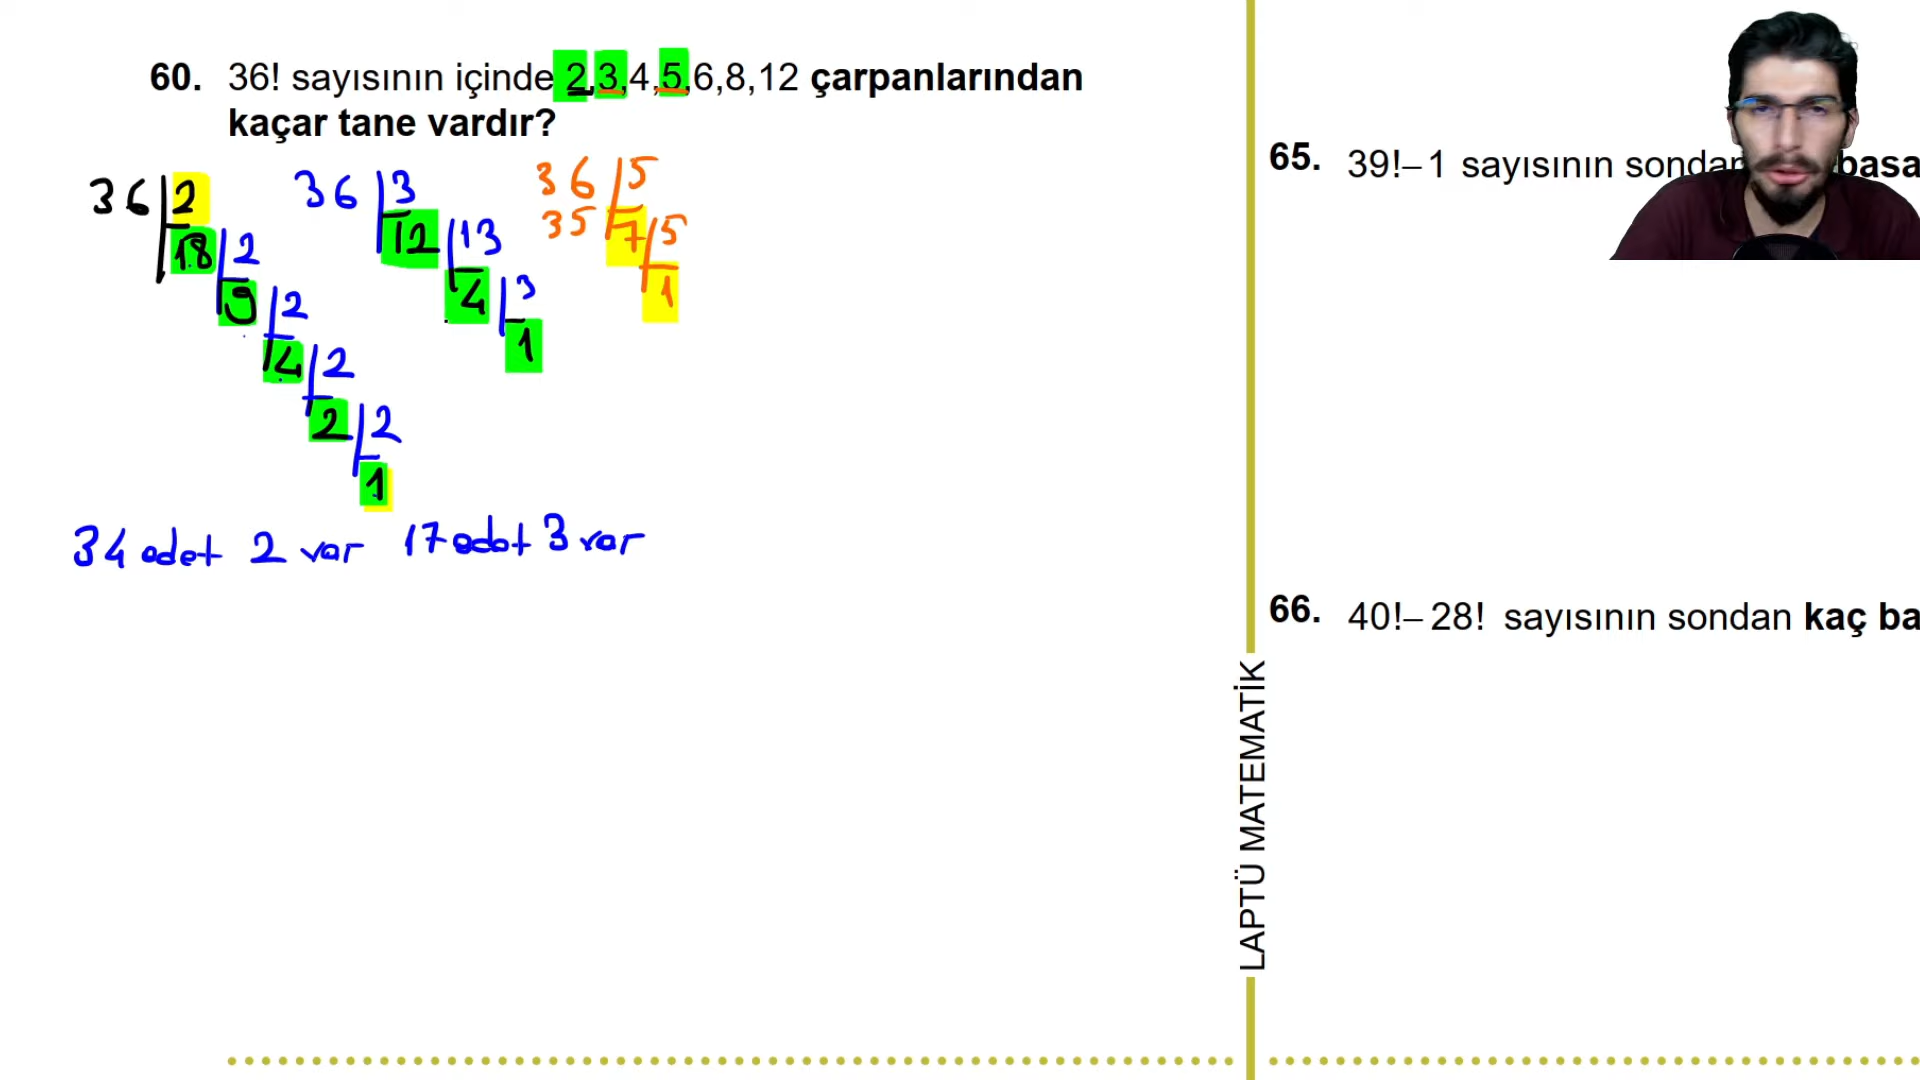 60. 36! sayısının içinde 2,3,4,5,6,8,12 çarpanlarından
kaçar tane vardır?
36 2
18 2
9 2
4 2
2 2
1
36 3
12 13
4 3
1
36 5
35 7 5
1
34 adet 2 var 17 adet 3 var
65. 39!–1 sayısının basa
66. 40!–28! sayısının sondan kaç ba
LAPTÜ MATEMATİK